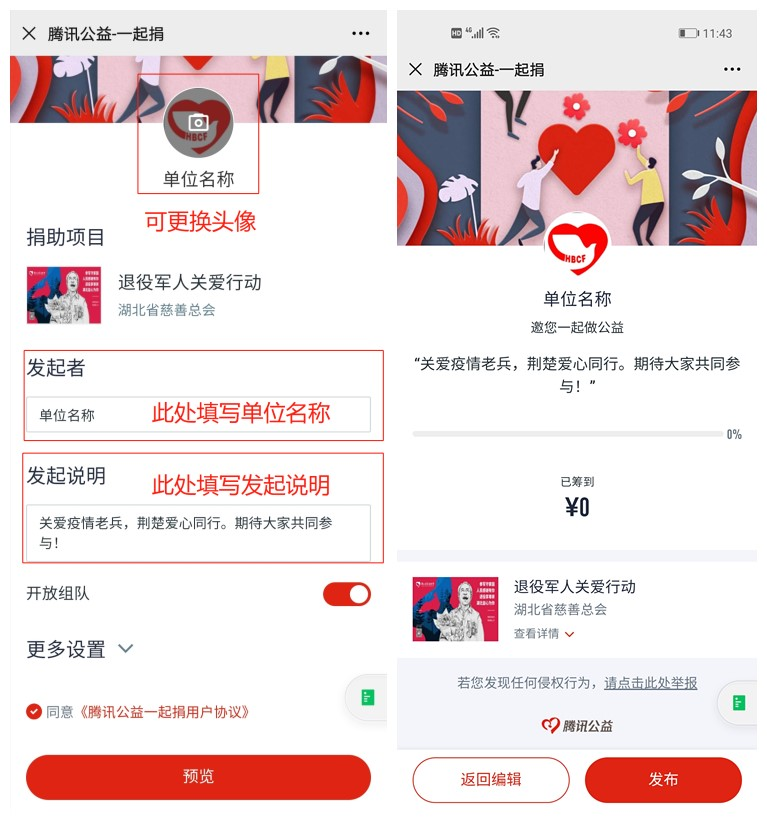 腾讯公益-一起捐
HBCF
单位名称
可更换头像
捐助项目
退役军人关爱行动
湖北省慈善总会
发起者
单位名称
此处填写单位名称
发起说明
此处填写发起说明
关爱疫情老兵，荆楚爱心同行。期待大家共同参
与！
开放组队
更多设置
同意《腾讯公益一起捐用户协议》
预览
HD 4G 11:43
腾讯公益-一起捐
HBCF
单位名称
邀您一起做公益
“关爱疫情老兵，荆楚爱心同行。期待大家共同参
与！”
0%
已筹到
¥0
退役军人关爱行动
湖北省慈善总会
查看详情
若您发现任何侵权行为，请点击此处举报
腾讯公益
返回编辑
发布